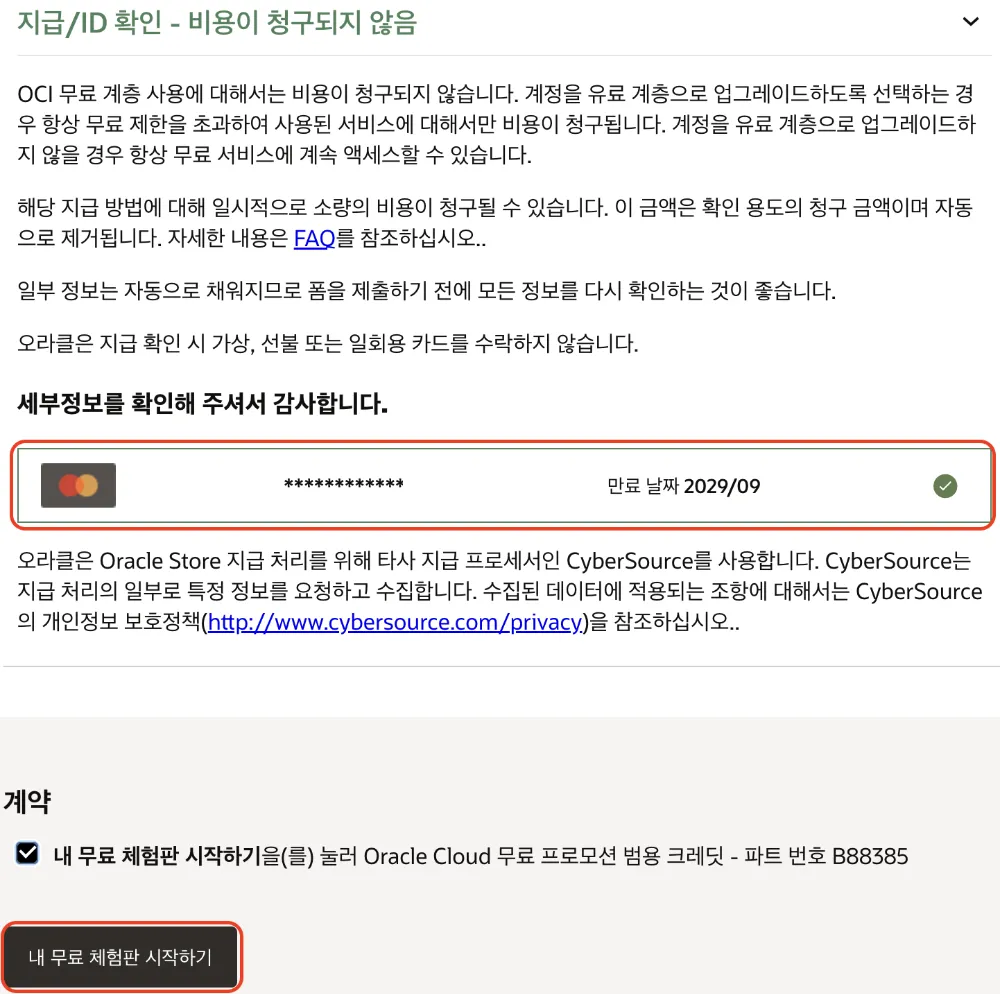 지급/ID 확인 - 비용이 청구되지 않음
OCI 무료 계층 사용에 대해서는 비용이 청구되지 않습니다. 계정을 유료 계층으로 업그레이드하도록 선택하는 경
우 항상 무료 제한을 초과하여 사용된 서비스에 대해서만 비용이 청구됩니다. 계정을 유료 계층으로 업그레이드하
지 않을 경우 항상 무료 서비스에 계속 액세스할 수 있습니다.
해당 지급 방법에 대해 일시적으로 소량의 비용이 청구될 수 있습니다. 이 금액은 확인 용도의 청구 금액이며 자동
으로 제거됩니다. 자세한 내용은 FAQ를 참조하십시오..
일부 정보는 자동으로 채워지므로 폼을 제출하기 전에 모든 정보를 다시 확인하는 것이 좋습니다.
오라클은 지급 확인 시 가상, 선불 또는 일회용 카드를 수락하지 않습니다.
세부정보를 확인해 주셔서 감사합니다.
************ 만료 날짜 2029/09
오라클은 Oracle Store 지급 처리를 위해 타사 지급 프로세서인 CyberSource를 사용합니다. CyberSource는
지급 처리의 일부로 특정 정보를 요청하고 수집합니다. 수집된 데이터에 적용되는 조항에 대해서는 CyberSource
의 개인정보 보호정책(http://www.cybersource.com/privacy)을 참조하십시오..
계약
내 무료 체험판 시작하기을(를) 눌러 Oracle Cloud 무료 프로모션 범용 크레딧 - 파트 번호 B88385
내 무료 체험판 시작하기